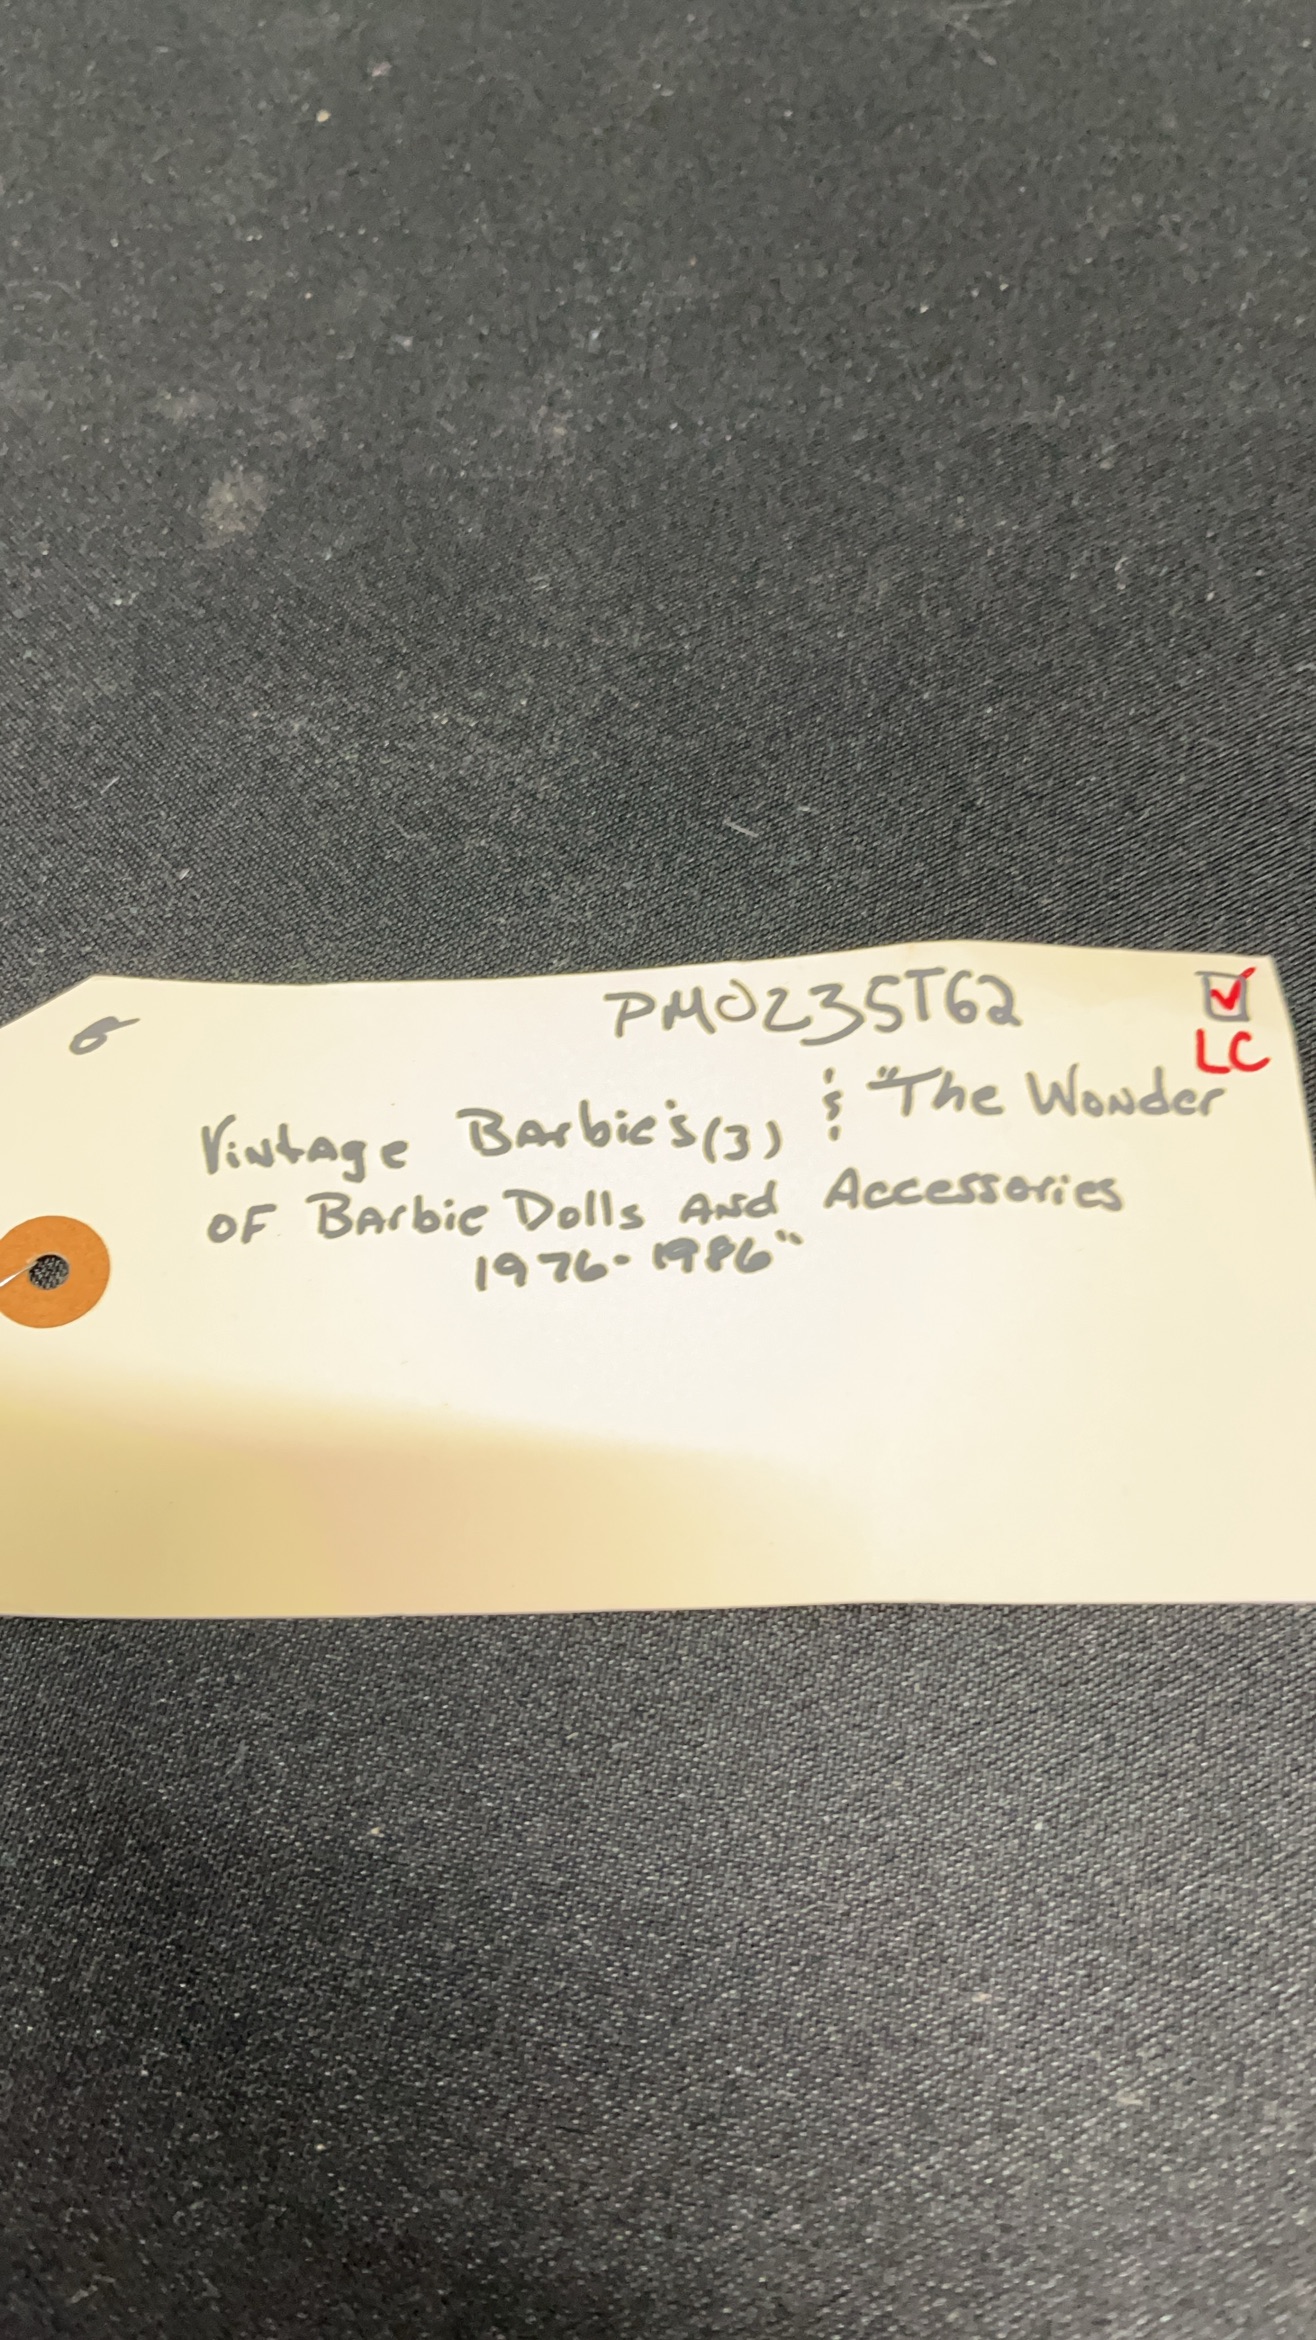 6
PM0235T62
LC
Vintage Barbie's (3) & "The Wonder
OF Barbie Dolls And Accessories
1976-1986"